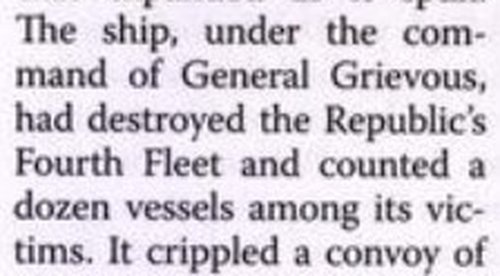 The ship, under the com-
mand of General Grievous,
had destroyed the Republic's
Fourth Fleet and counted a
dozen vessels among its vic-
tims. It crippled a convoy of